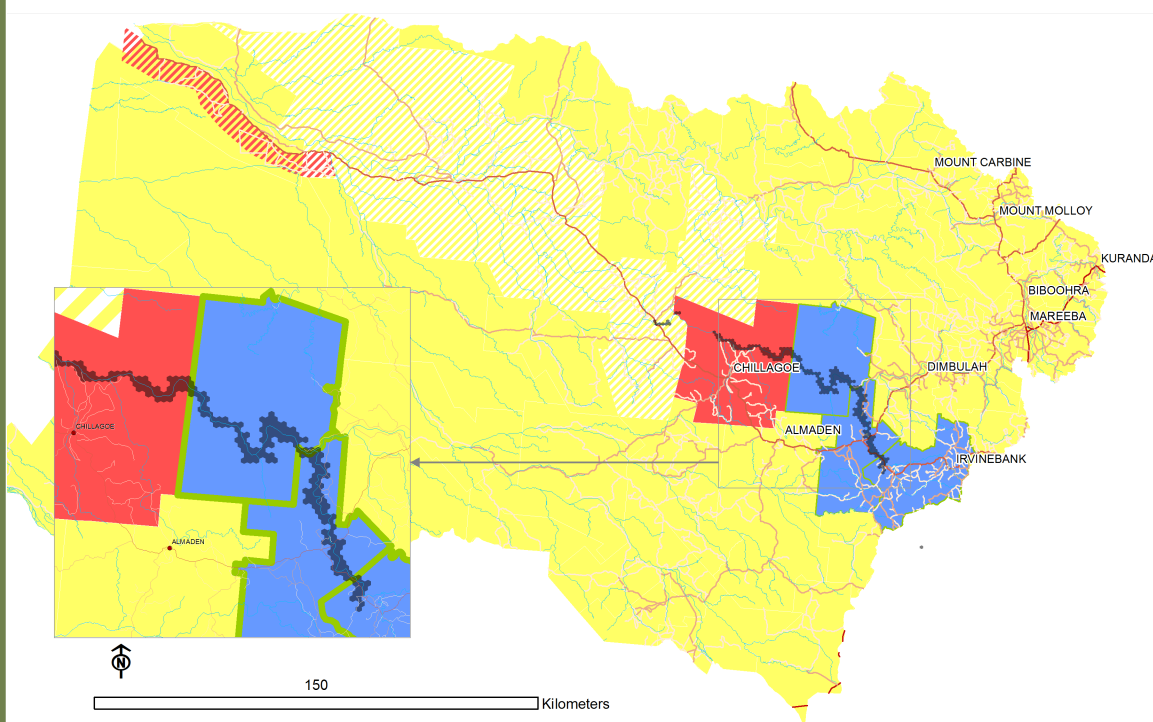 MOUNT CARBINE
MOUNT MOLLOY
KURANDA
BIBOOHRA
MAREEBA
CHILLAGOE
DIMBULAH
ALMADEN
IRVINEBANK
CHILLAGOE
ALMADEN
N
150
Kilometers